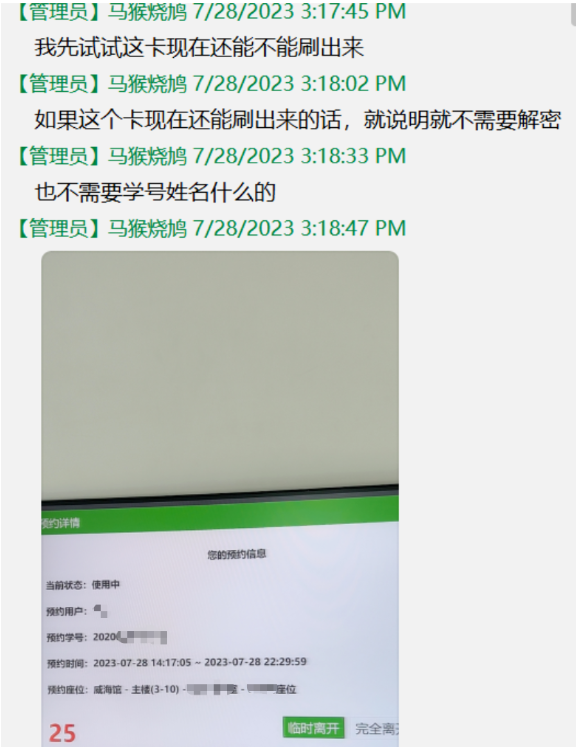 【管理员】马猴烧鸠 7/28/2023 3:17:45 PM
我先试试这卡现在还能不能刷出来
【管理员】马猴烧鸠 7/28/2023 3:18:02 PM
如果这个卡现在还能刷出来的话，就说明就不需要解密
【管理员】马猴烧鸠 7/28/2023 3:18:33 PM
也不需要学号姓名什么的
【管理员】马猴烧鸠 7/28/2023 3:18:47 PM
预约详情
您的预约信息
当前状态：使用中
预约用户：
预约学号：2020
预约时间：2023-07-28 14:17:05 ~ 2023-07-28 22:29:59
预约座位：威海馆 - 主楼(3-10) - 室 - 座位
25 临时离开 完全离